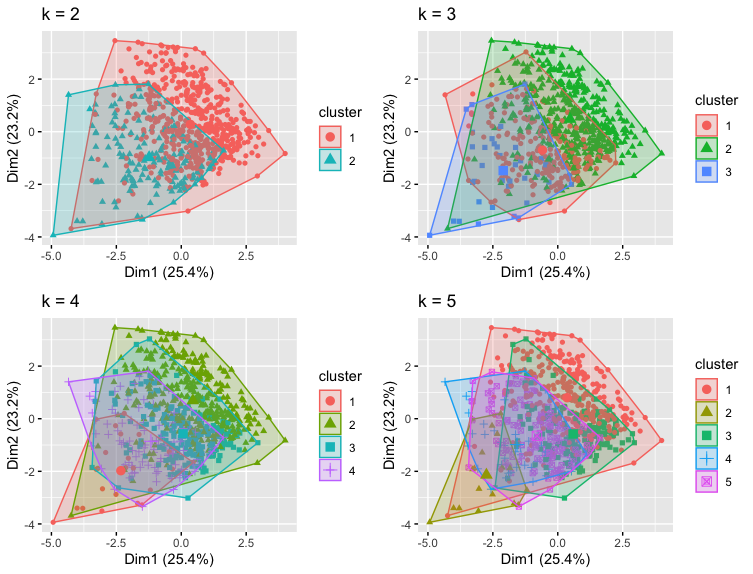 k = 2
k = 3
2
0
-2
-4
Dim2 (23.2%)
-5.0 -2.5 0.0 2.5
Dim1 (25.4%)
cluster
1
2
2
0
-2
-4
Dim2 (23.2%)
-5.0 -2.5 0.0 2.5
Dim1 (25.4%)
cluster
1
2
3
k = 4
k = 5
2
0
-2
-4
Dim2 (23.2%)
-5.0 -2.5 0.0 2.5
Dim1 (25.4%)
cluster
1
2
3
4
2
0
-2
-4
Dim2 (23.2%)
-5.0 -2.5 0.0 2.5
Dim1 (25.4%)
cluster
1
2
3
4
5